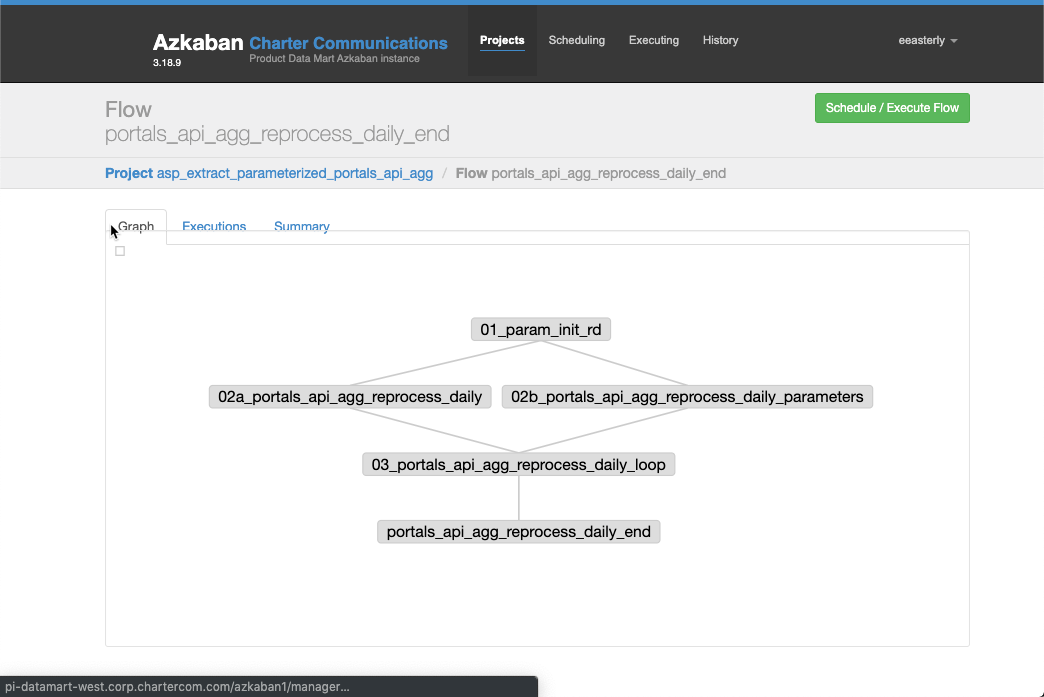 Azkaban Charter Communications
3.18.9 Product Data Mart Azkaban instance
Projects Scheduling Executing History
eeasterly
Flow
portals_api_agg_reprocess_daily_end
Schedule / Execute Flow
Project asp_extract_parameterized_portals_api_agg / Flow portals_api_agg_reprocess_daily_end
Graph Executions Summary
01_param_init_rd
02a_portals_api_agg_reprocess_daily 02b_portals_api_agg_reprocess_daily_parameters
03_portals_api_agg_reprocess_daily_loop
portals_api_agg_reprocess_daily_end
pi-datamart-west.corp.chartercom.com/azkaban1/manager...